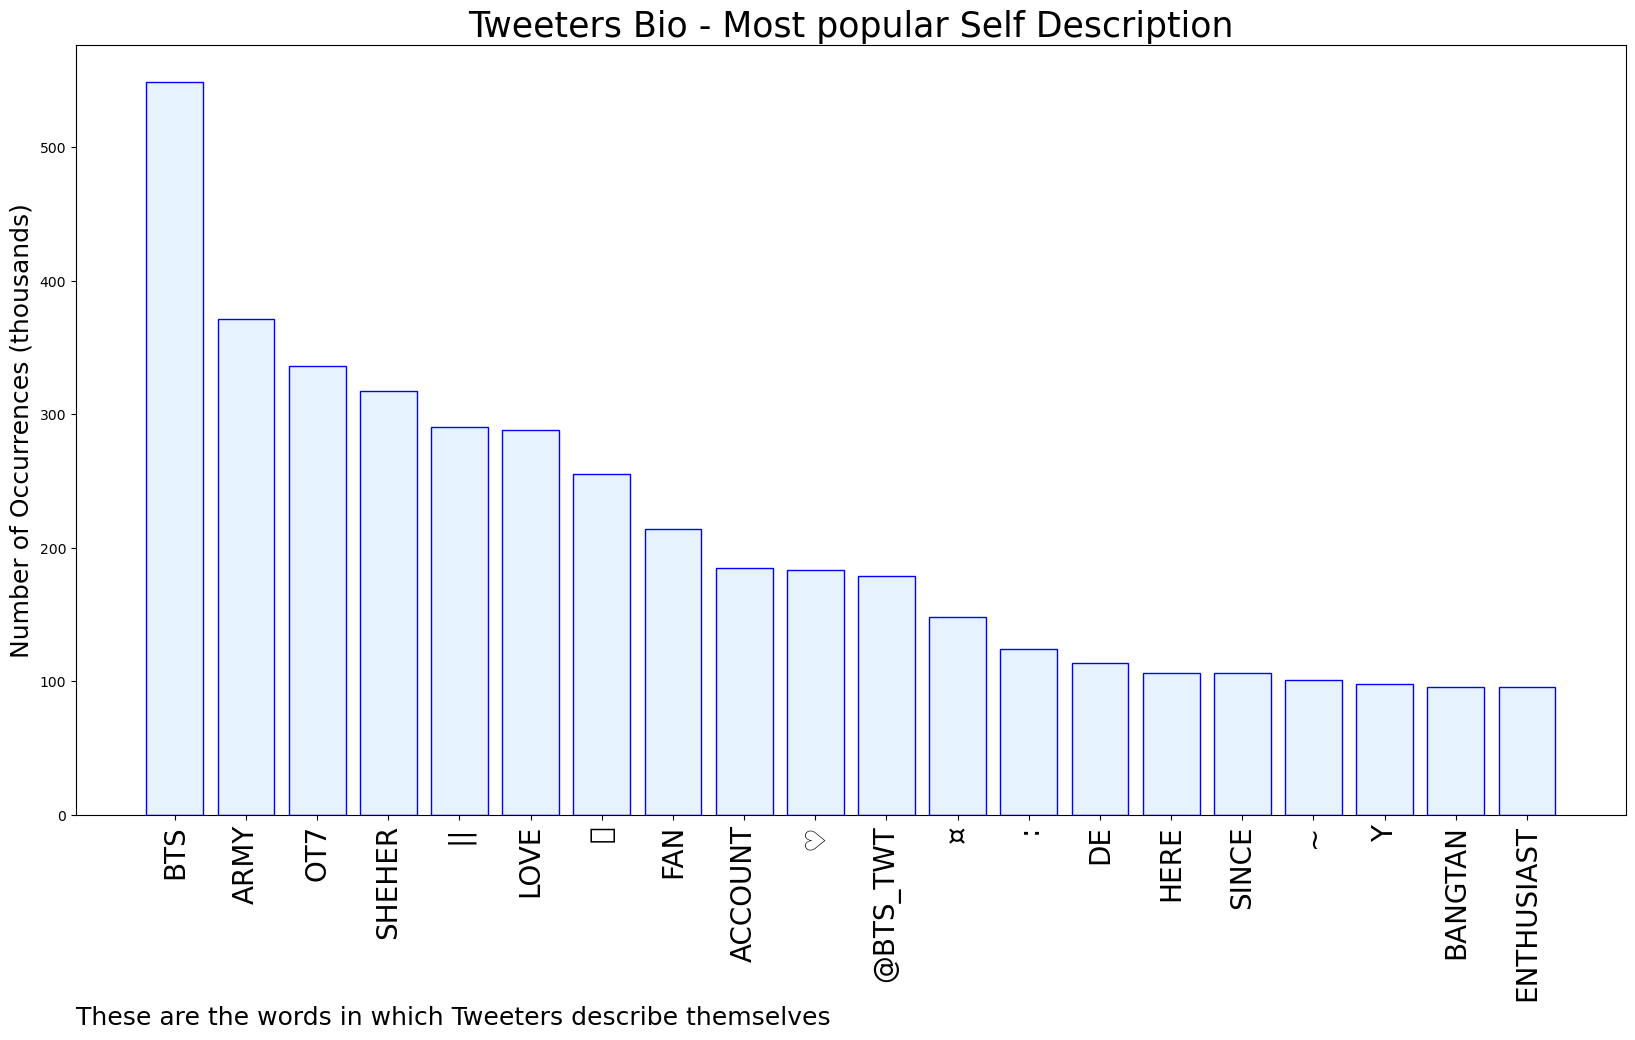 Tweeters Bio - Most popular Self Description
Number of Occurrences (thousands)
500
400
300
200
100
0
BTS
ARMY
OT7
SHEHER
||
LOVE
▯
FAN
ACCOUNT
♡
@BTS_TWT
¤
:
DE
HERE
SINCE
~
Y
BANGTAN
ENTHUSIAST
These are the words in which Tweeters describe themselves